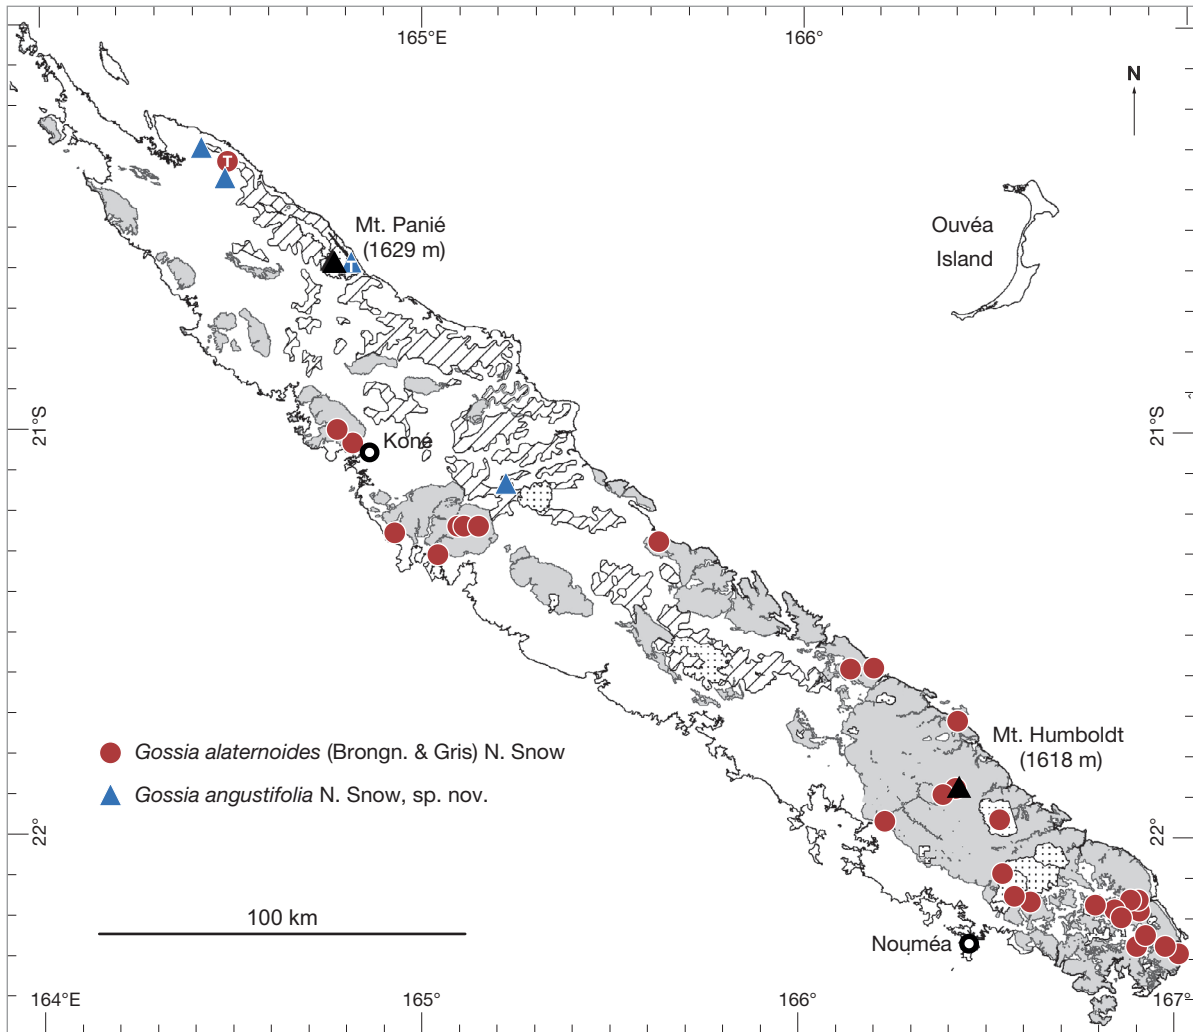 165°E
166°
N
T
Mt. Panié
(1629 m)
T
Ouvéa
Island
21°S
21°S
Koné
Gossia alaternoides (Brongn. & Gris) N. Snow
Gossia angustifolia N. Snow, sp. nov.
Mt. Humboldt
(1618 m)
22°
22°
100 km
Nouméa
164°E
165°
166°
167°